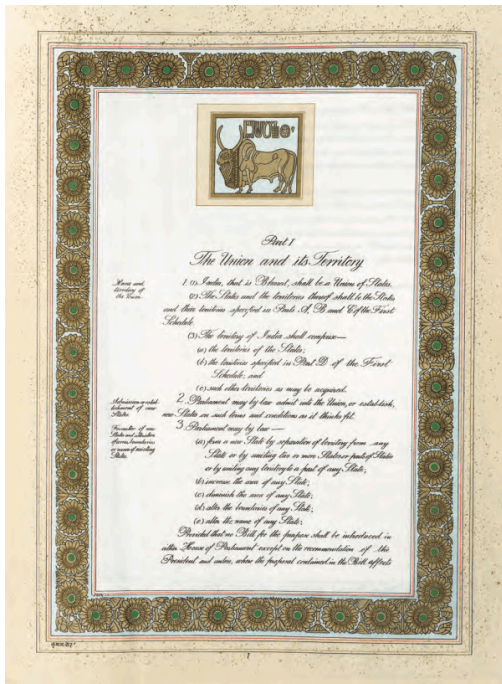 Part I
The Union and its Territory
Name and
territory of
the Union.
1. (1) India, that is Bharat, shall be a Union of States.
(2) The States and the territories thereof shall be the States
and their territories specified in Parts A, B and C of the First
Schedule.
(3) The territory of India shall comprise—
(a) the territories of the States;
(b) the territories specified in Part D of the First
Schedule; and
(c) such other territories as may be acquired.
Admission or estab-
lishment of new
States.
2. Parliament may by law admit into the Union, or establish,
new States on such terms and conditions as it thinks fit.
Formation of new
States and alteration
of areas, boundaries
or names of existing
States.
3. Parliament may by law—
(a) form a new State by separation of territory from any
State or by uniting two or more States or parts of States
or by uniting any territory to a part of any State;
(b) increase the area of any State;
(c) diminish the area of any State;
(d) alter the boundaries of any State;
(e) alter the name of any State:
Provided that no Bill for the purpose shall be introduced in
either House of Parliament except on the recommendation of the
President and unless, where the proposal contained in the Bill affects
1